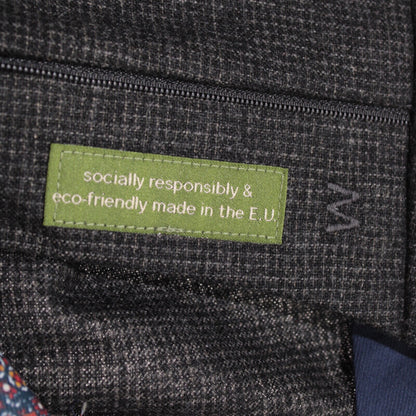 socially responsibly &
eco-friendly made in the E.U.